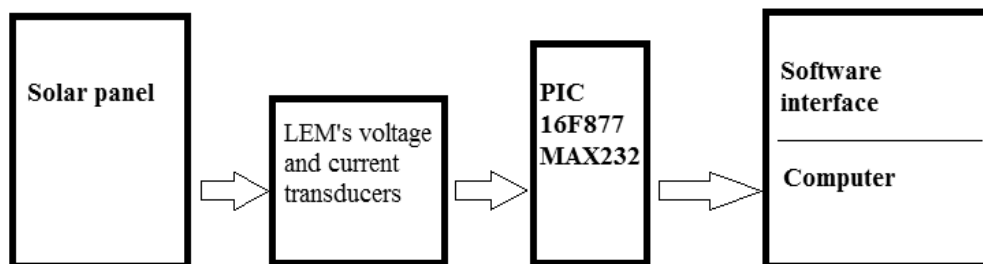 Solar panel
LEM's voltage
and current
transducers
PIC
16F877
MAX232
Software
interface
Computer